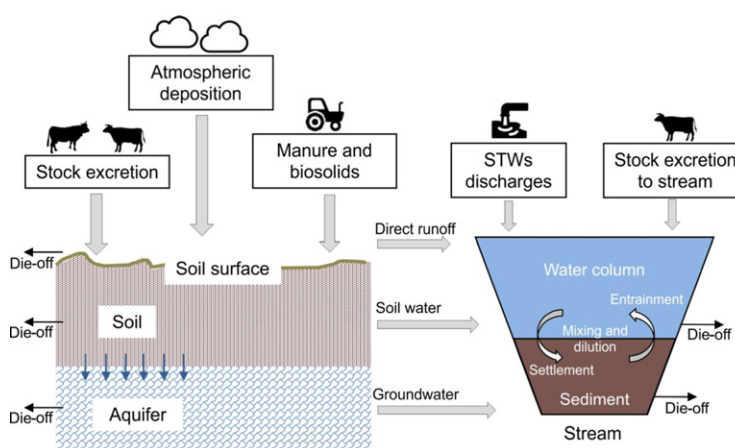 Atmospheric
deposition
Stock excretion
Manure and
biosolids
STWs
discharges
Stock excretion
to stream
Die-off
Soil surface
Direct runoff
Die-off
Soil
Soil water
Die-off
Aquifer
Groundwater
Water column
Entrainment
Mixing and
dilution
Settlement
Sediment
Die-off
Die-off
Stream